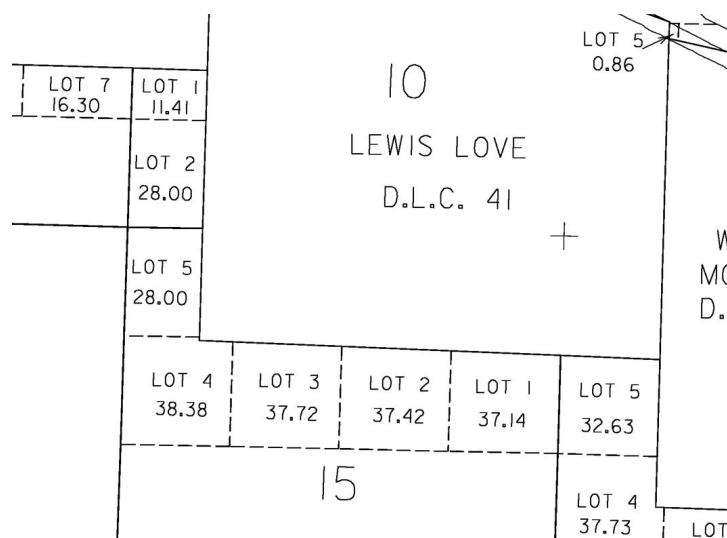 LOT 5
0.86
LOT 7
16.30
LOT 1
11.41
10
LEWIS LOVE
D.L.C. 41
LOT 2
28.00
LOT 5
28.00
LOT 4
38.38
LOT 3
37.72
LOT 2
37.42
LOT 1
37.14
LOT 5
32.63
15
LOT 4
37.73
LOT
W
MO
D.